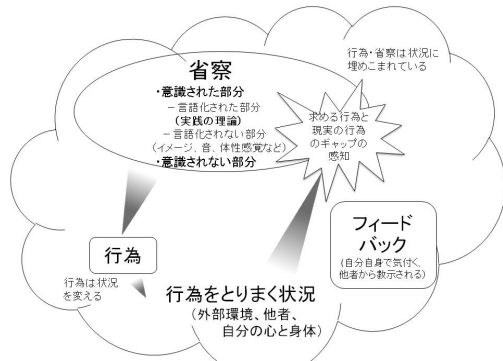 行為・省察は状況に
埋めこまれている
省察
・意識された部分
－言語化された部分
(実践の理論)
－言語化されない部分
(イメージ、音、体性感覚など)
・意識されない部分
求める行為と
現実の行為
のギャップの
感知
行為
行為は状況
を変える
フィード
バック
(自分自身で気付く、
他者から教示される)
行為をとりまく状況
(外部環境、他者、
自分の心と身体)